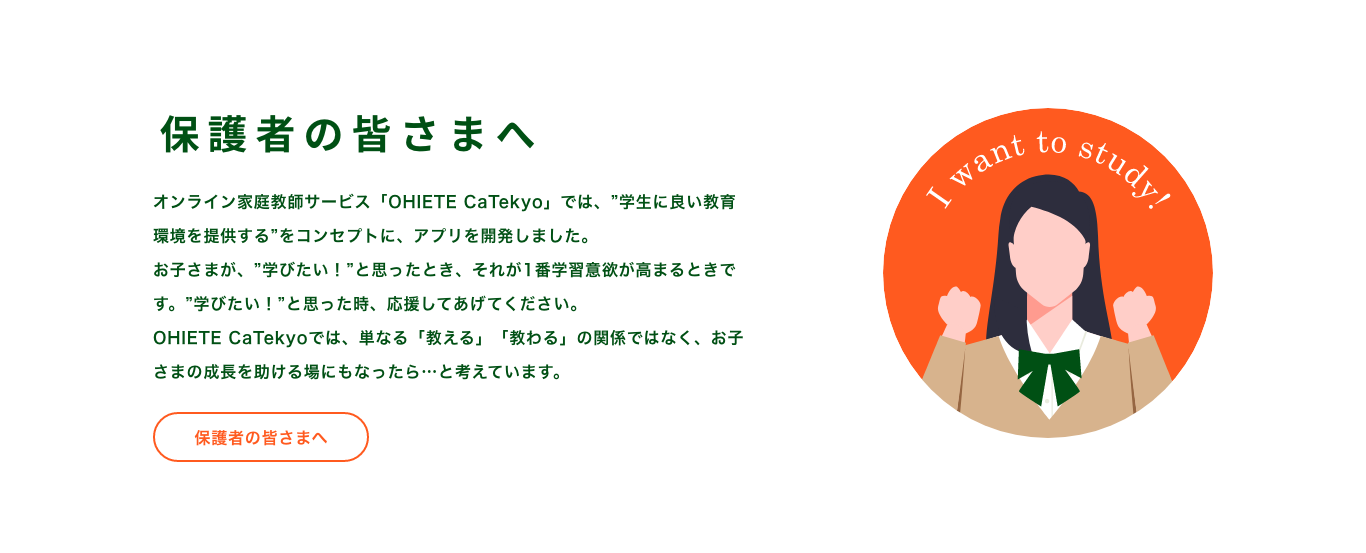 保護者の皆さまへ
オンライン家庭教師サービス「OHIETE CaTekyo」では、”学生に良い教育
環境を提供する”をコンセプトに、アプリを開発しました。
お子さまが、”学びたい！”と思ったとき、それが1番学習意欲が高まるときで
す。”学びたい！”と思った時、応援してあげてください。
OHIETE CaTekyoでは、単なる「教える」「教わる」の関係ではなく、お子
さまの成長を助ける場にもなったら…と考えています。
保護者の皆さまへ
I want to study!